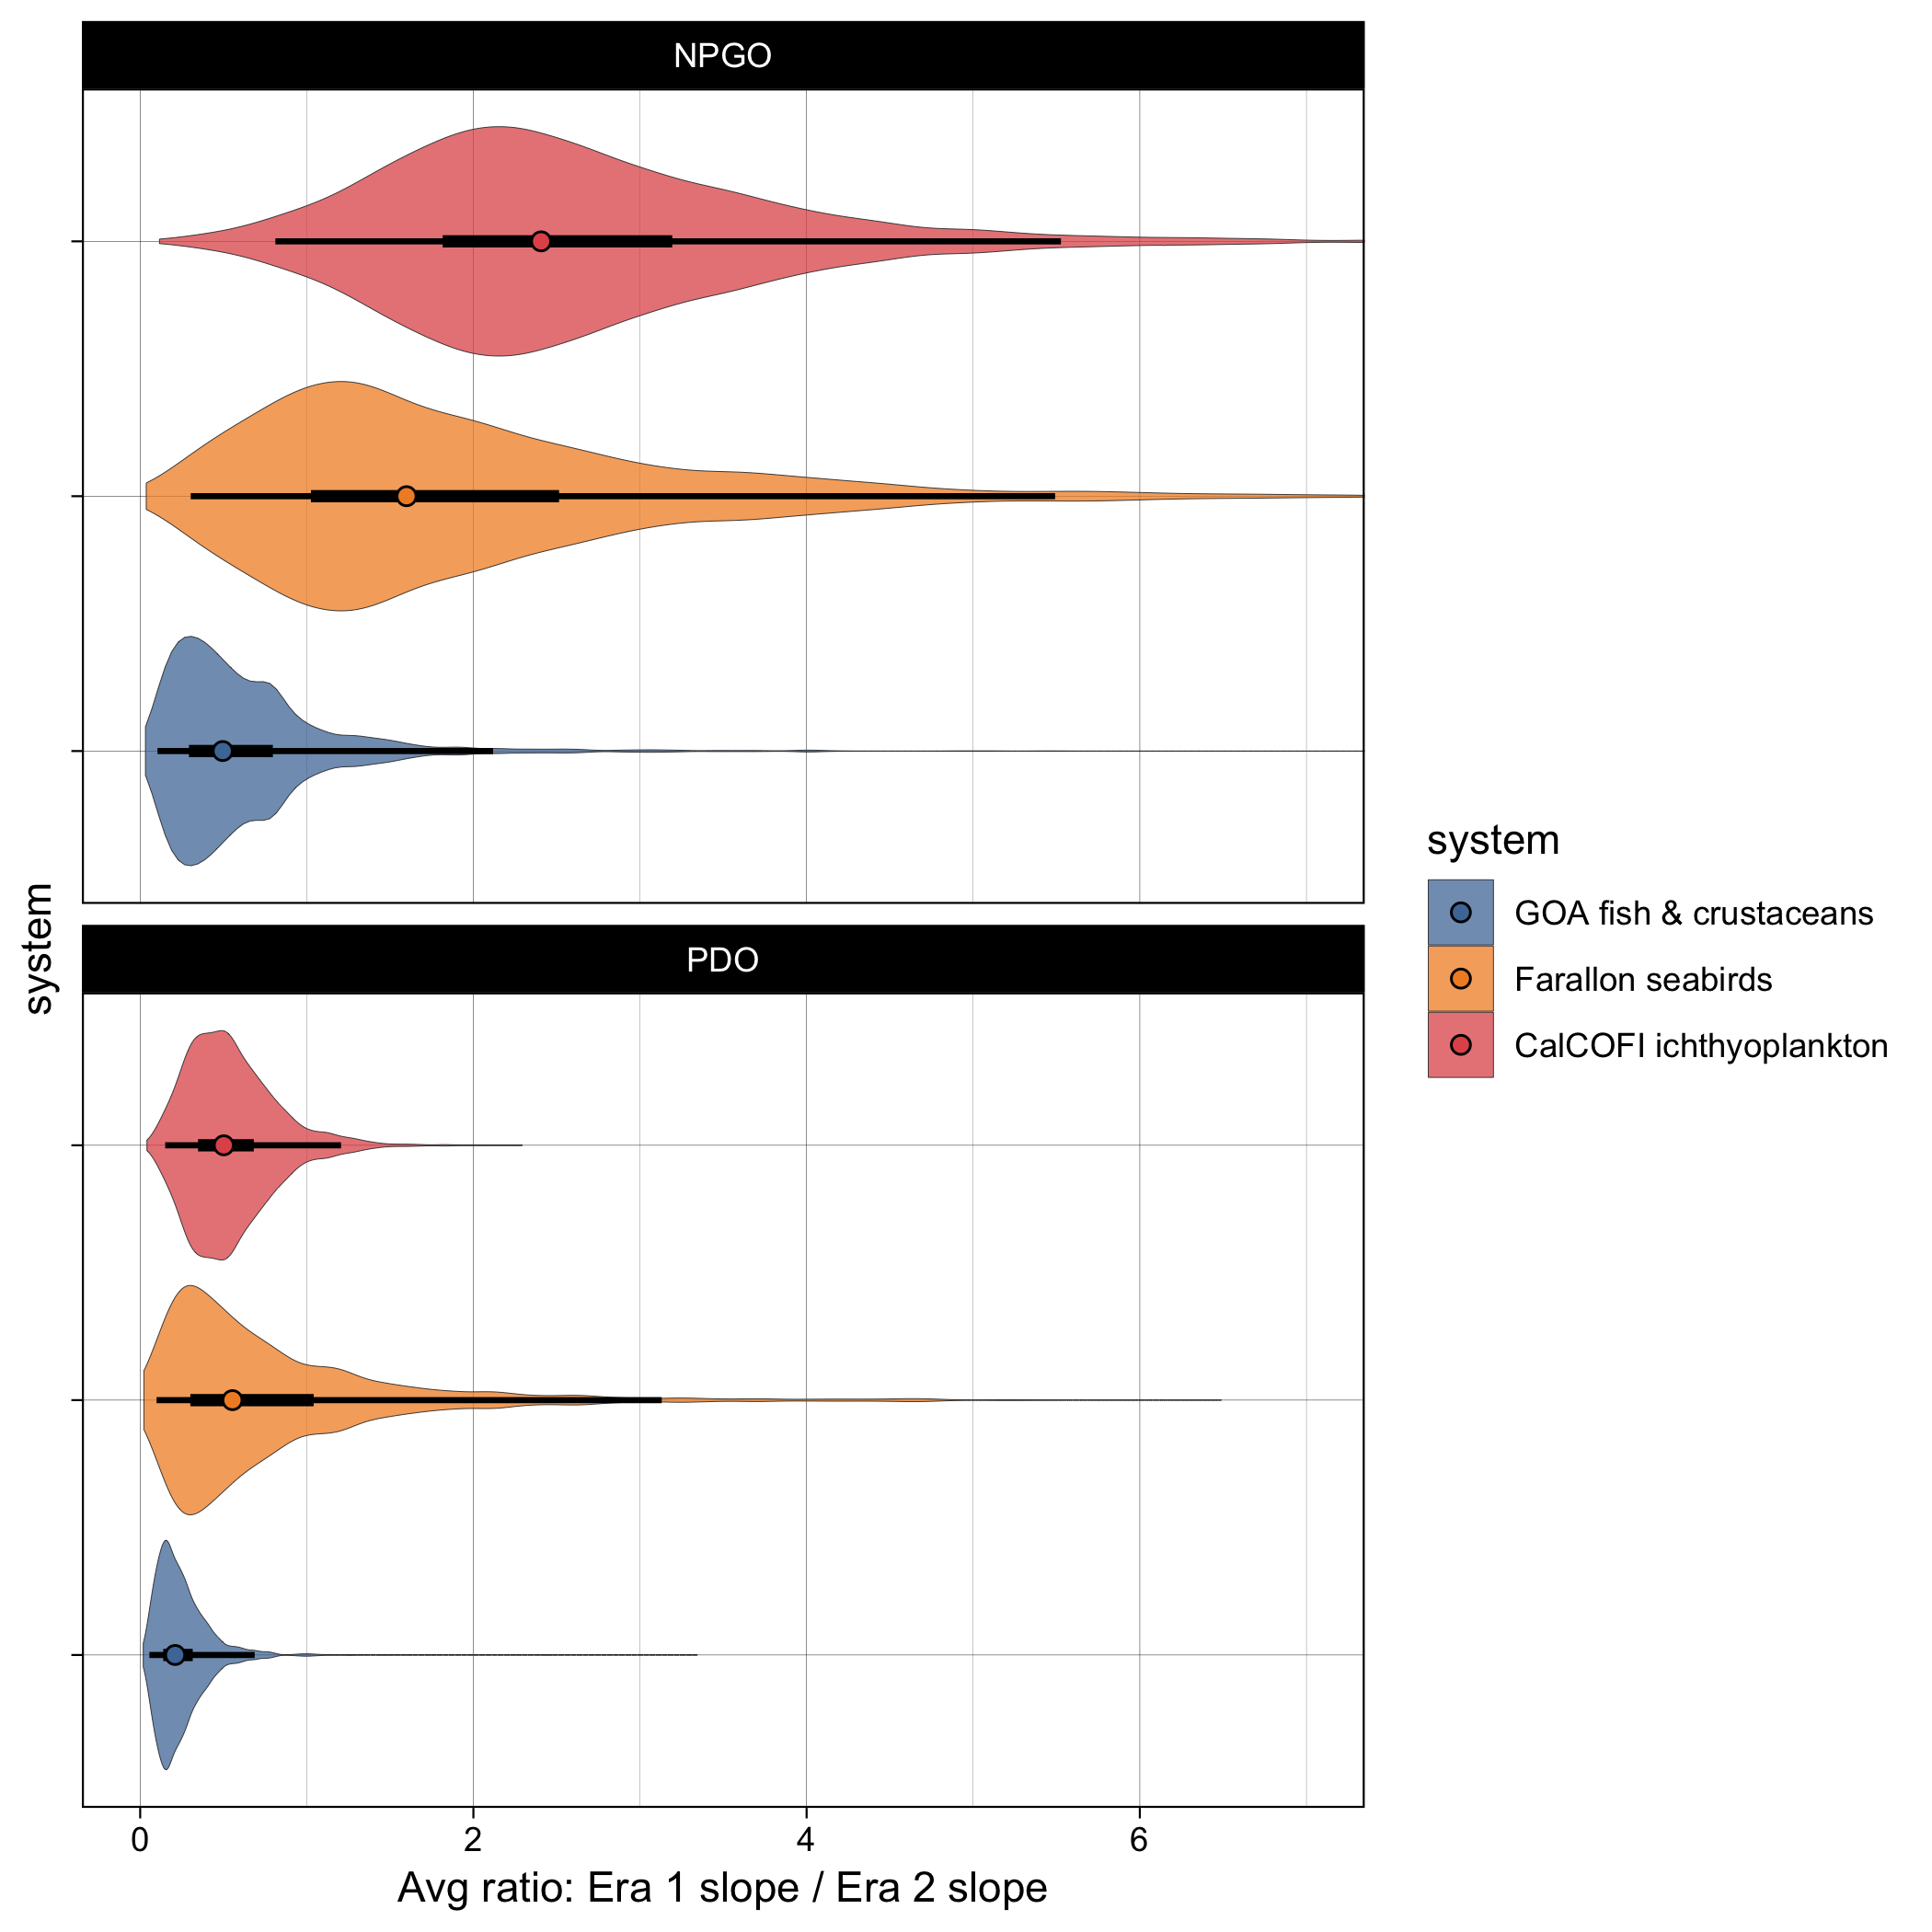 NPGO
system
PDO
0
2
4
6
Avg ratio: Era 1 slope / Era 2 slope
system
GOA fish & crustaceans
Farallon seabirds
CalCOFI ichthyoplankton